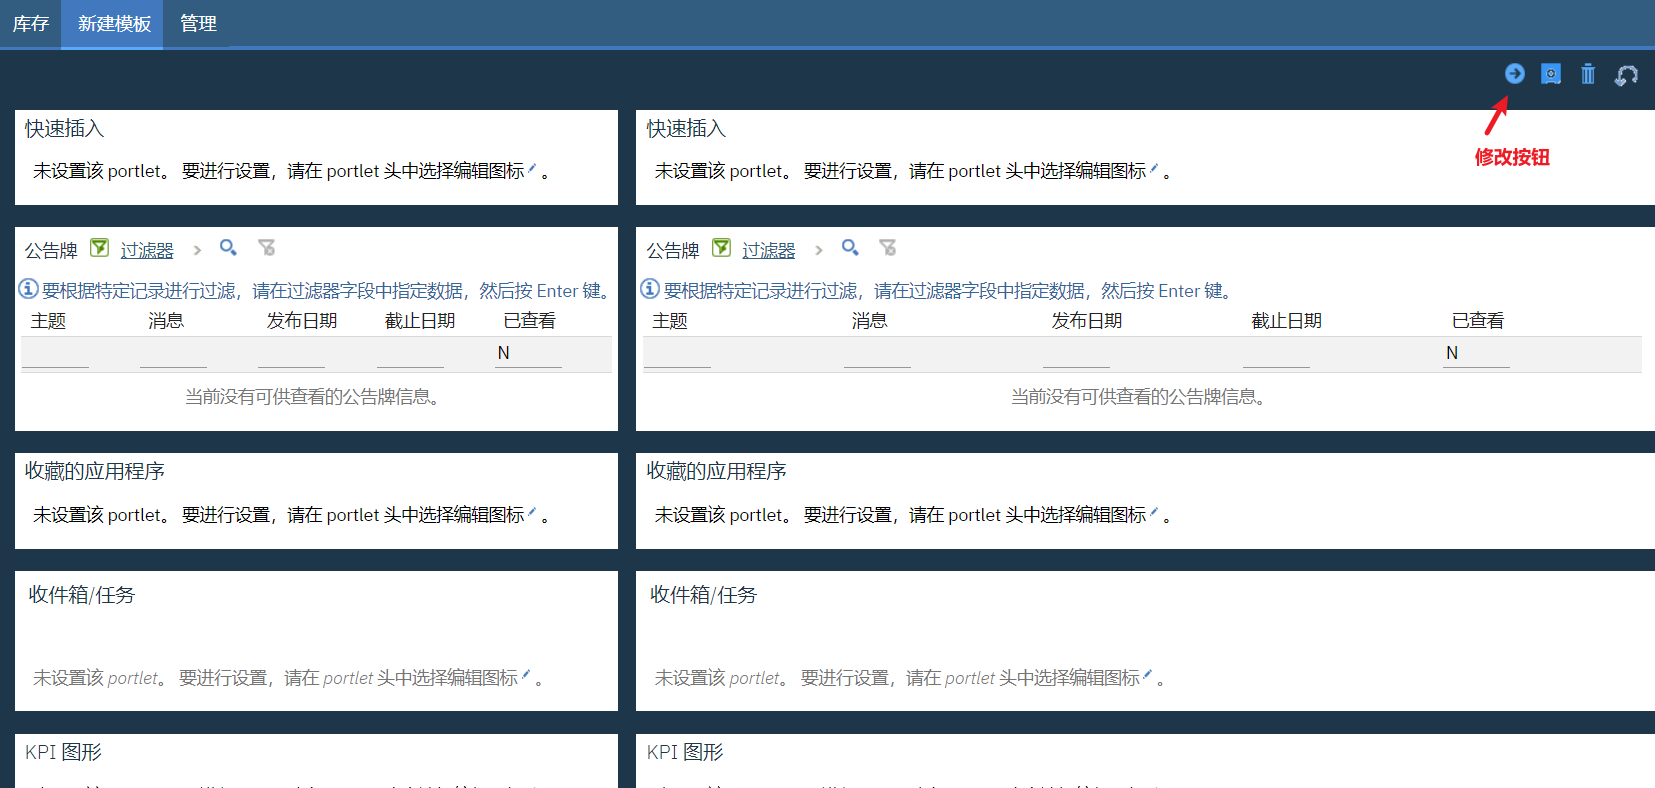 库存 新建模板 管理
修改按钮
快速插入
未设置该 portlet。 要进行设置，请在 portlet 头中选择编辑图标 。
快速插入
未设置该 portlet。 要进行设置，请在 portlet 头中选择编辑图标 。
公告牌 过滤器 >
要根据特定记录进行过滤，请在过滤器字段中指定数据，然后按 Enter 键。
主题 消息 发布日期 截止日期 已查看
N
当前没有可供查看的公告牌信息。
公告牌 过滤器 >
要根据特定记录进行过滤，请在过滤器字段中指定数据，然后按 Enter 键。
主题 消息 发布日期 截止日期 已查看
N
当前没有可供查看的公告牌信息。
收藏的应用程序
未设置该 portlet。 要进行设置，请在 portlet 头中选择编辑图标 。
收藏的应用程序
未设置该 portlet。 要进行设置，请在 portlet 头中选择编辑图标 。
收件箱/任务
未设置该 portlet。 要进行设置，请在 portlet 头中选择编辑图标 。
收件箱/任务
未设置该 portlet。 要进行设置，请在 portlet 头中选择编辑图标 。
KPI 图形
KPI 图形